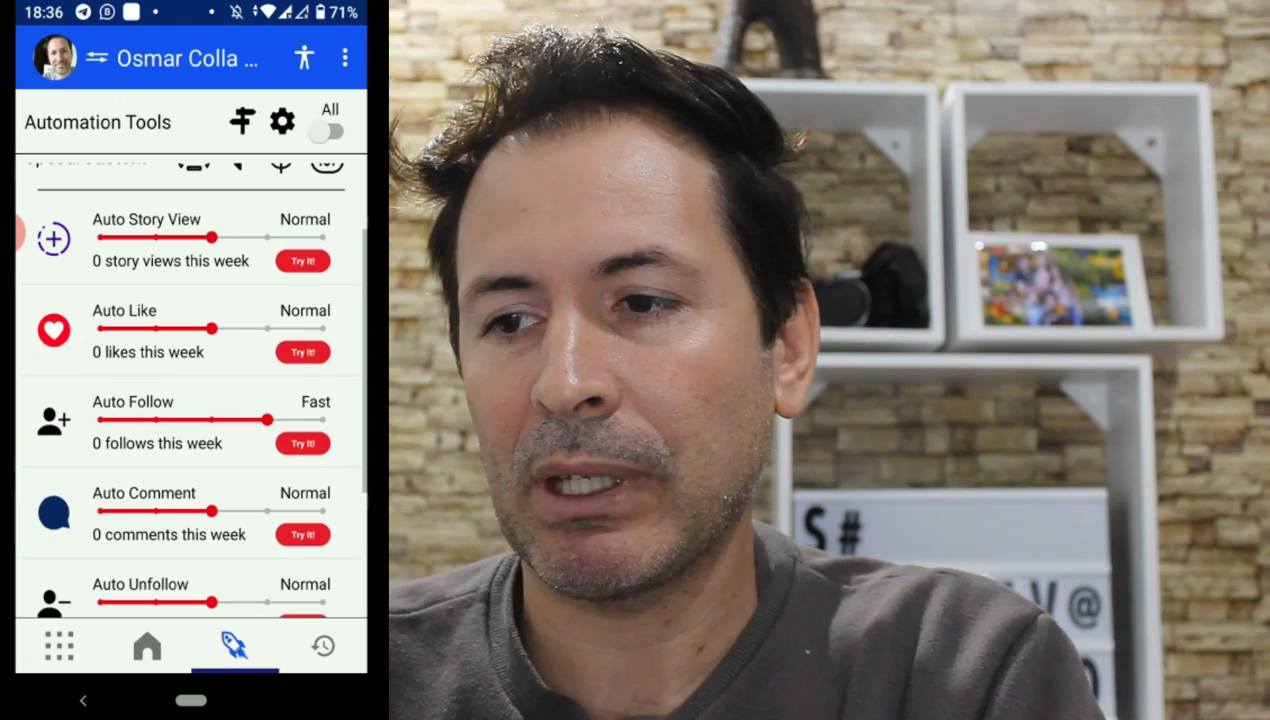 18:36
71%
Osmar Colla ...
All
Automation Tools
Auto Story View
Normal
0 story views this week
Try It!
Auto Like
Normal
0 likes this week
Try It!
Auto Follow
Fast
0 follows this week
Try It!
Auto Comment
Normal
0 comments this week
Try It!
Auto Unfollow
Normal
S #
V @